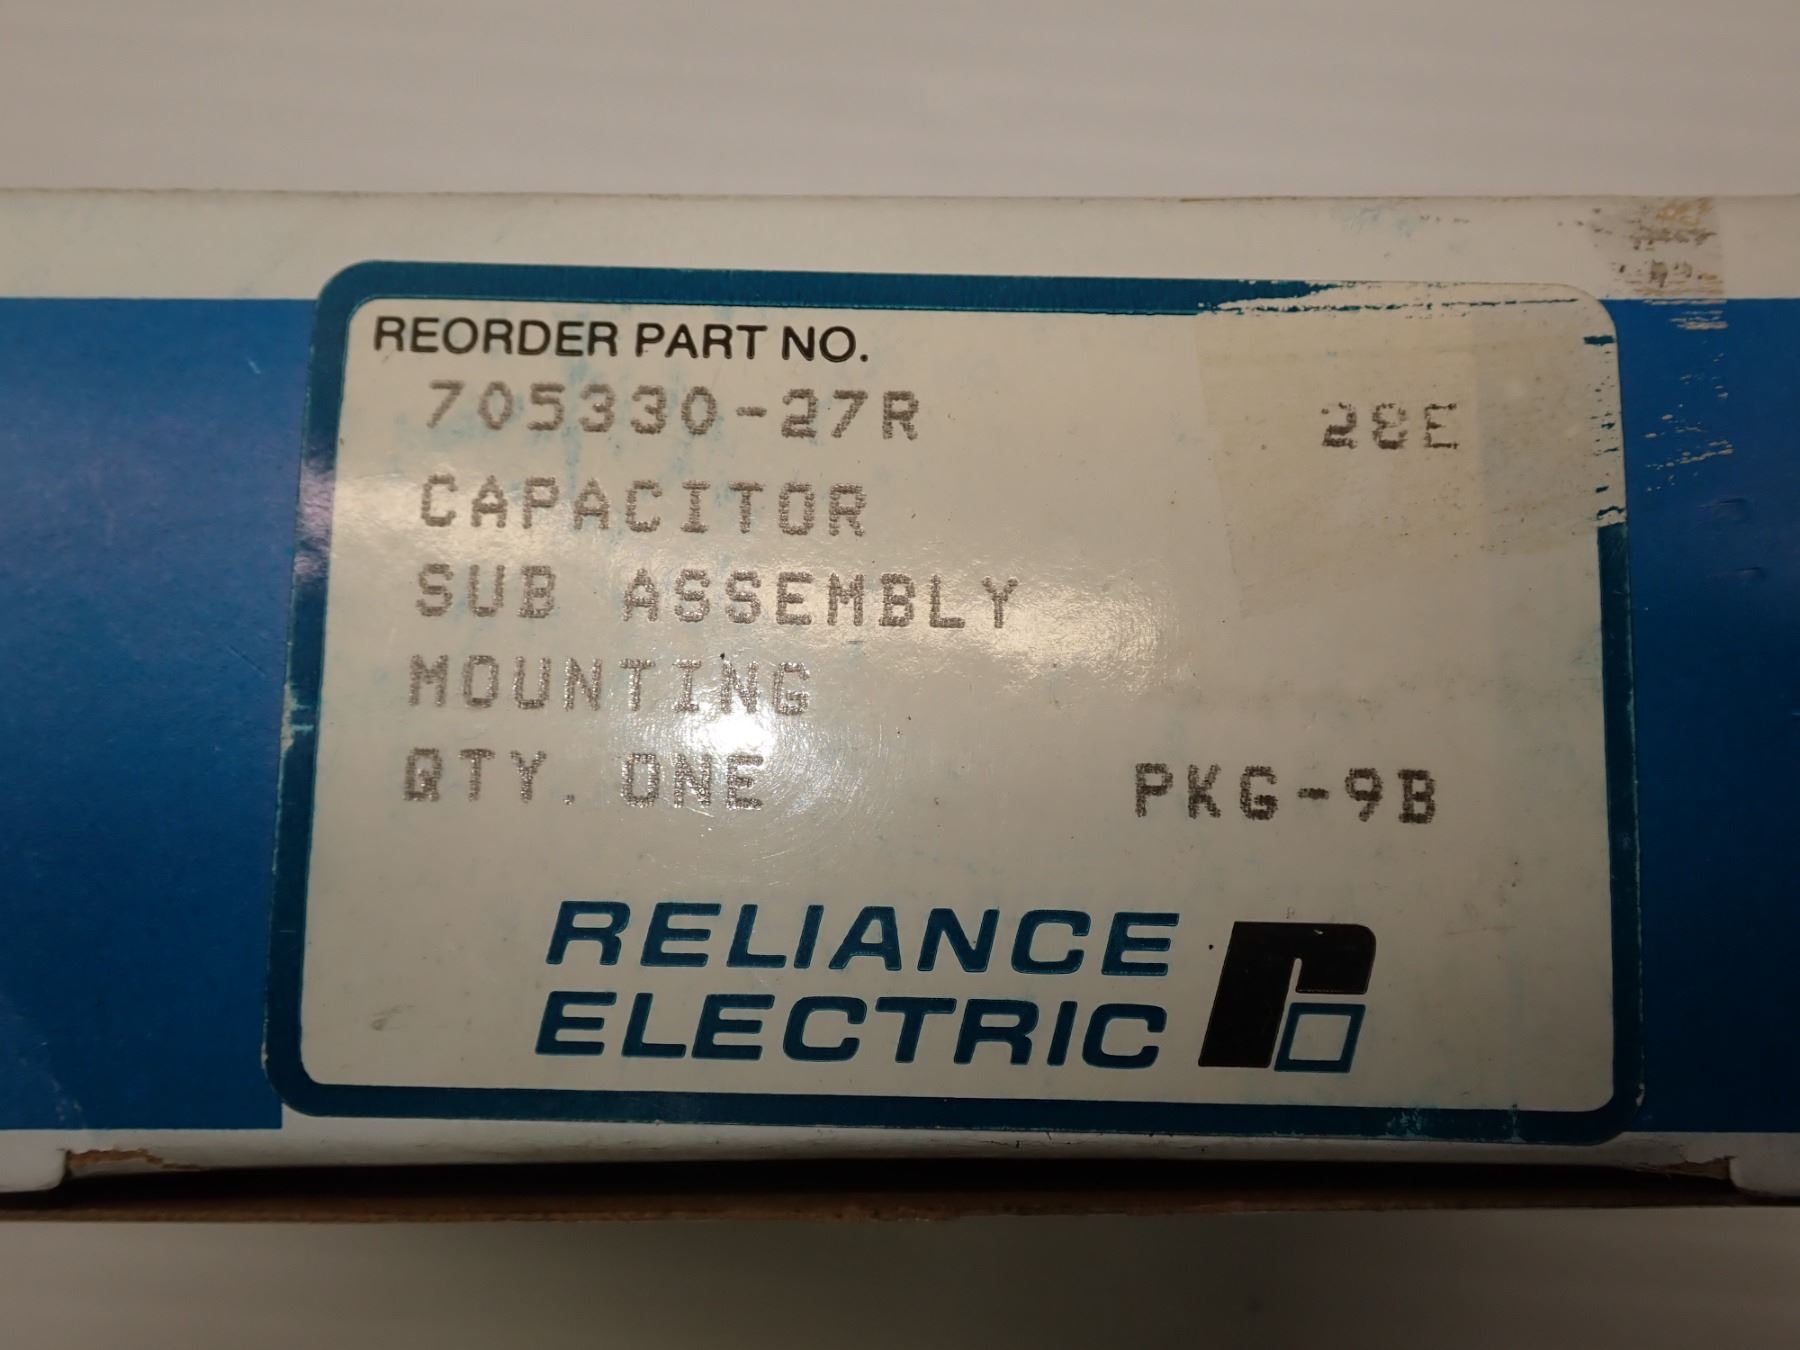 REORDER PART NO.
705330-27R 28E
CAPACITOR
SUB ASSEMBLY
MOUNTING
QTY. ONE PKG-9B
RELIANCE
ELECTRIC